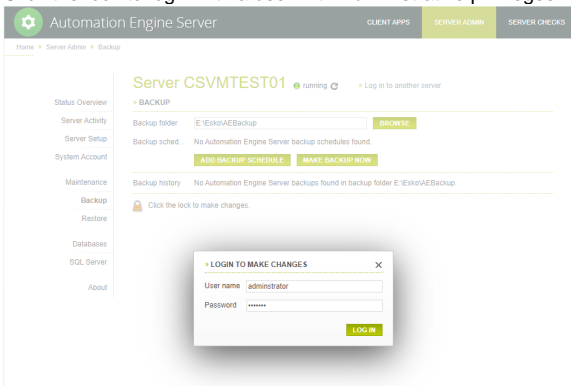 Automation Engine Server
CLIENT APPS SERVER ADMIN SERVER CHECKS
Home > Server Admin > Backup
Server CSVMTEST01 running » Log in to another server
Status Overview
Server Activity
Server Setup
System Account
Maintenance
Backup
Restore
Databases
SQL Server
About
» BACKUP
Backup folder E:\Esko\AEBackup BROWSE
Backup sched... No Automation Engine Server backup schedules found.
ADD BACKUP SCHEDULE MAKE BACKUP NOW
Backup history No Automation Engine Server backups found in backup folder E:\Esko\AEBackup.
Click the lock to make changes.
» LOGIN TO MAKE CHANGES X
User name adminstrator
Password •••••••
LOG IN